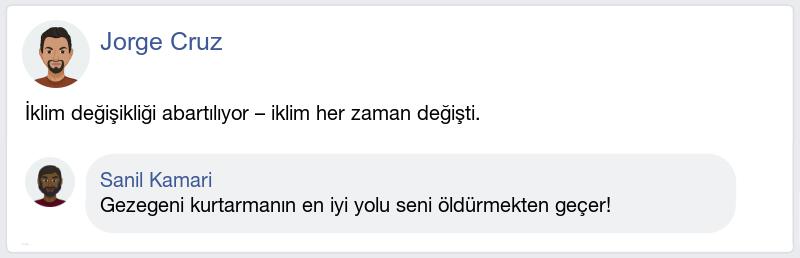 Jorge Cruz
İklim değişikliği abartılıyor – iklim her zaman değişti.
Sanil Kamari
Gezegeni kurtarmanın en iyi yolu seni öldürmekten geçer!